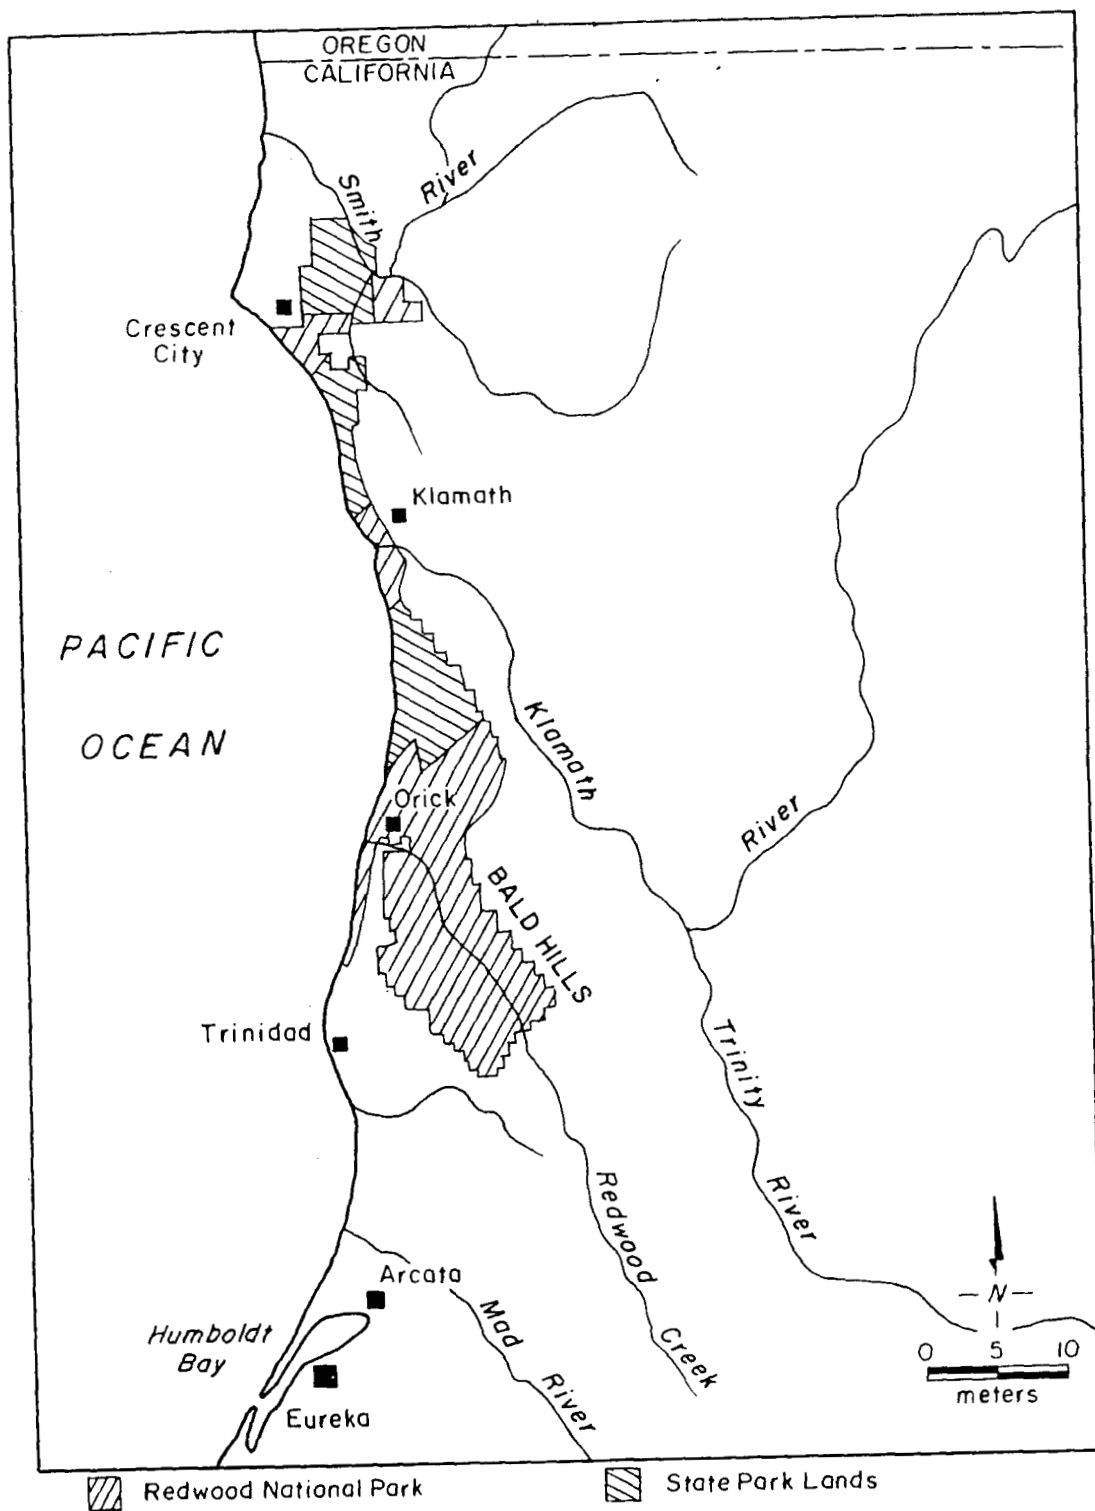 OREGON
CALIFORNIA
Smith
River
Crescent
City
Klamath
PACIFIC
OCEAN
Klamath
River
Orick
BALD HILLS
Trinidad
Trinity
River
Redwood
Creek
Arcata
Mad
River
Humboldt
Bay
Eureka
N
0 5 10
meters
Redwood National Park
State Park Lands